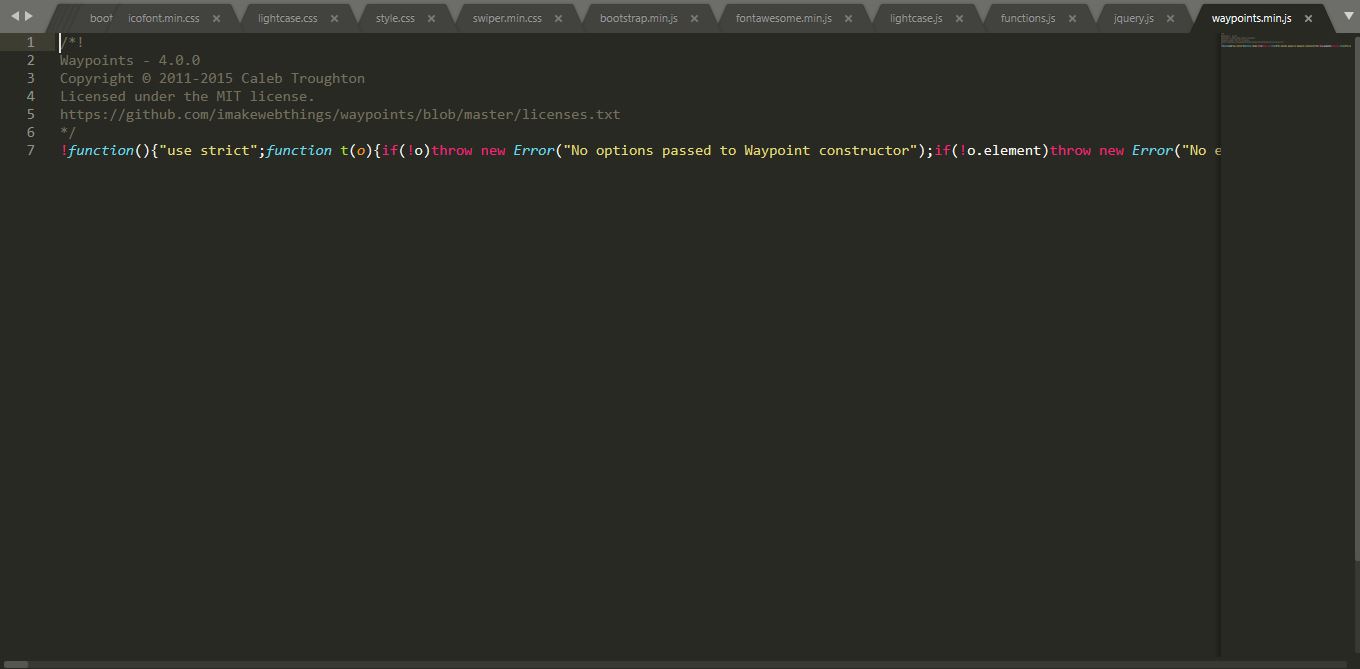 boot icofont.min.css × lightcase.css × style.css × swiper.min.css × bootstrap.min.js × fontawesome.min.js × lightcase.js × functions.js × jquery.js × waypoints.min.js ×
1 /*!
2 Waypoints - 4.0.0
3 Copyright © 2011-2015 Caleb Troughton
4 Licensed under the MIT license.
5 https://github.com/imakewebthings/waypoints/blob/master/licenses.txt
6 */
7 !function(){"use strict";function t(o){if(!o)throw new Error("No options passed to Waypoint constructor");if(!o.element)throw new Error("No e